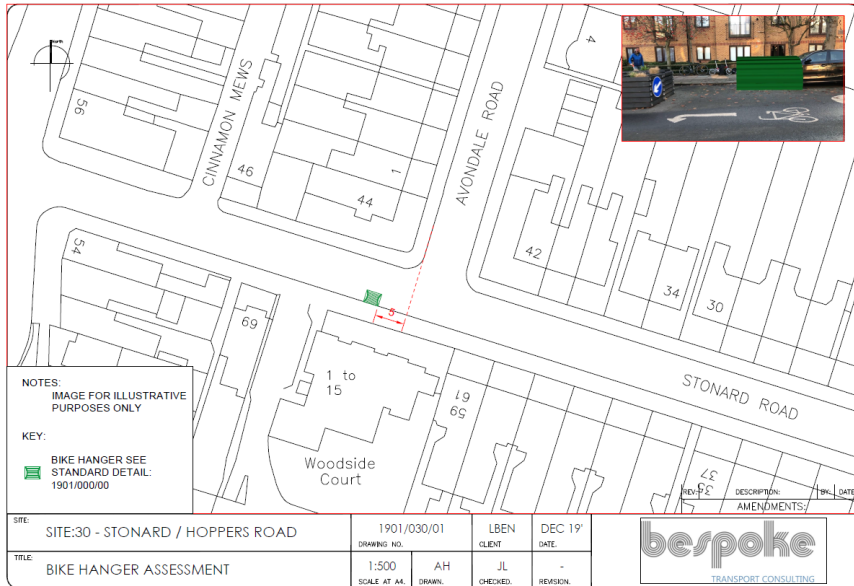 North
56
CINNAMON MEWS
46
44
1
AVONDALE ROAD
4
42
34
30
54
69
5
1 to
15
61
59
STONARD ROAD
Woodside
Court
37
35
NOTES:
IMAGE FOR ILLUSTRATIVE
PURPOSES ONLY
KEY:
BIKE HANGER SEE
STANDARD DETAIL:
1901/000/00
REV: DESCRIPTION: BY: DATE
AMENDMENTS:
SITE:
SITE:30 - STONARD / HOPPERS ROAD
1901/030/01
DRAWING NO.
LBEN
CLIENT
DEC 19'
DATE.
TITLE:
BIKE HANGER ASSESSMENT
1:500
SCALE AT A4.
AH
DRAWN.
JL
CHECKED.
-
REVISION.
bespoke
TRANSPORT CONSULTING